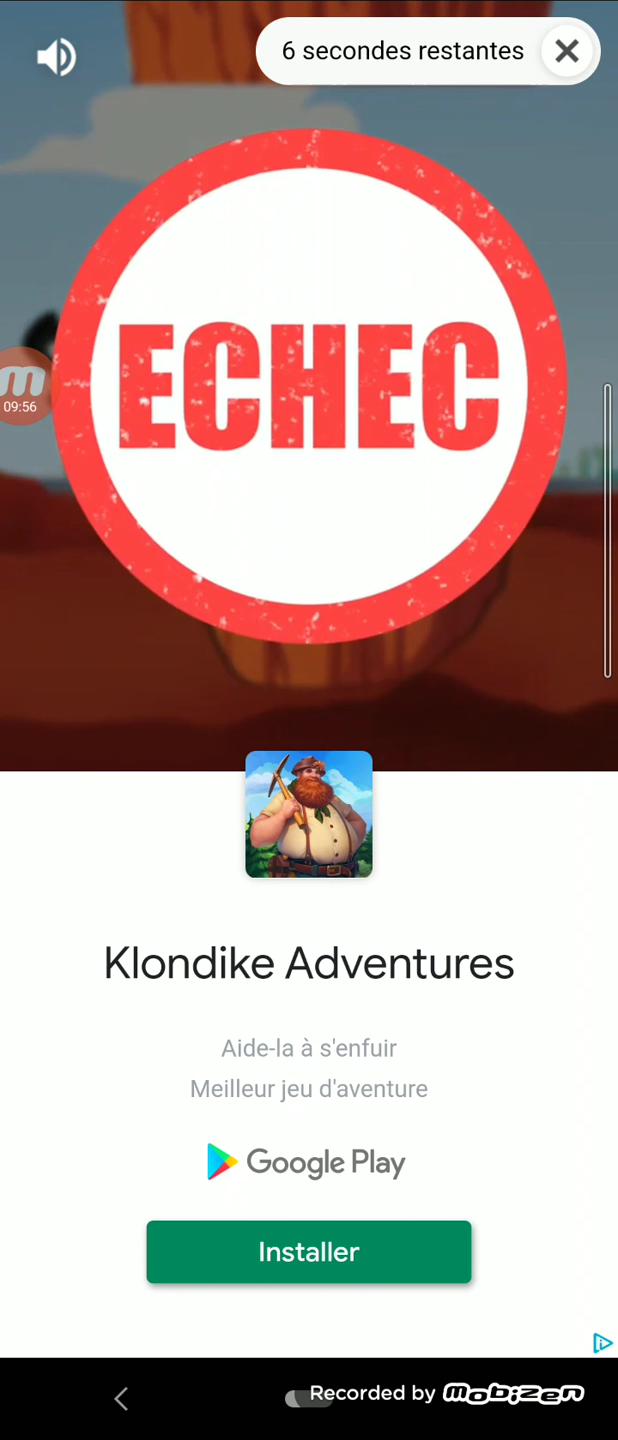 6 secondes restantes
ECHEC
09:56
Klondike Adventures
Aide-la à s'enfuir
Meilleur jeu d'aventure
Google Play
Installer
Recorded by mobizen